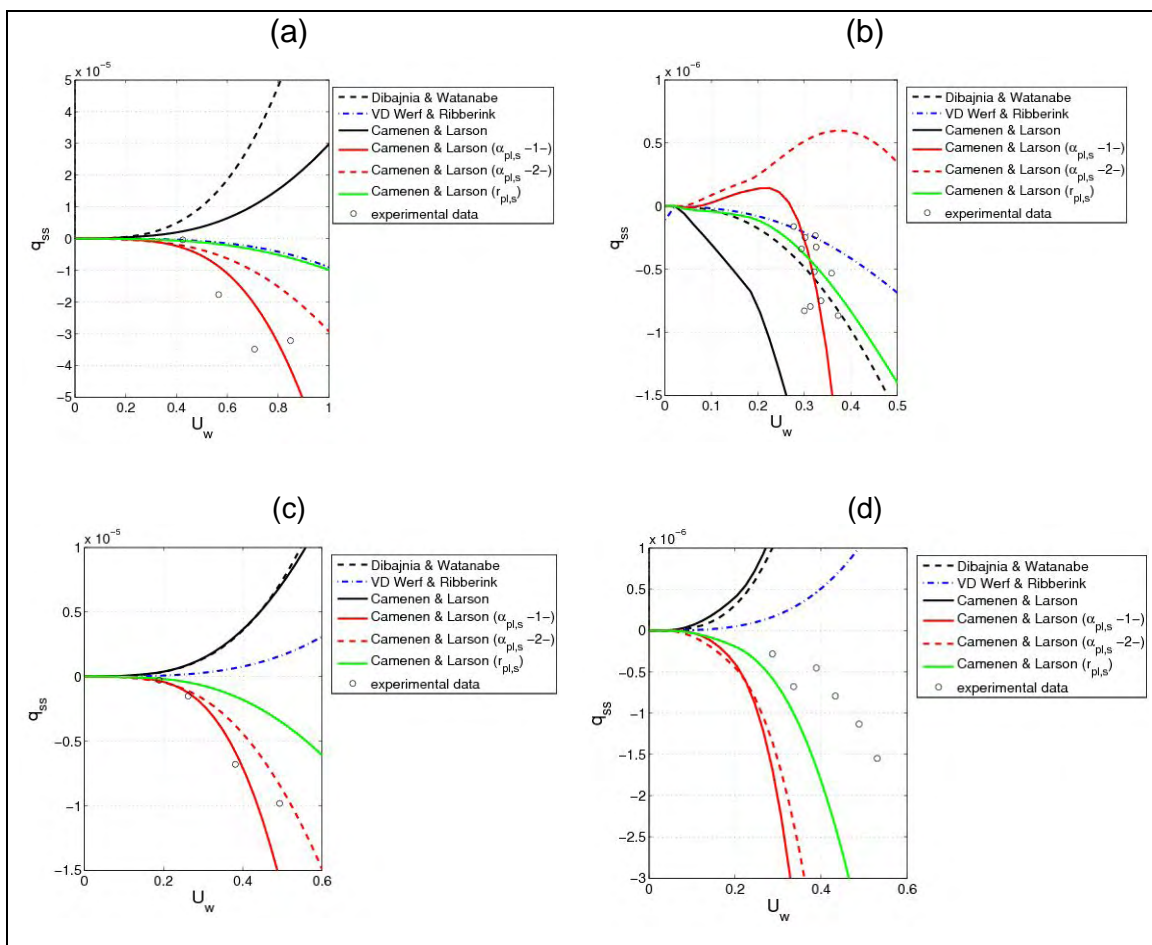 (a)
x 10⁻⁵
5
4
3
2
1
0
−1
−2
−3
−4
−5
0 0.2 0.4 0.6 0.8 1
q_ss
U_w
Dibajnia & Watanabe
VD Werf & Ribberink
Camenen & Larson
Camenen & Larson (α_pl,s −1−)
Camenen & Larson (α_pl,s −2−)
Camenen & Larson (r_pl,s)
experimental data
(b)
x 10⁻⁶
1
0.5
0
−0.5
−1
−1.5
0 0.1 0.2 0.3 0.4 0.5
q_ss
U_w
Dibajnia & Watanabe
VD Werf & Ribberink
Camenen & Larson
Camenen & Larson (α_pl,s −1−)
Camenen & Larson (α_pl,s −2−)
Camenen & Larson (r_pl,s)
experimental data
(c)
x 10⁻⁵
1
0.5
0
−0.5
−1
−1.5
0 0.2 0.4 0.6
q_ss
U_w
Dibajnia & Watanabe
VD Werf & Ribberink
Camenen & Larson
Camenen & Larson (α_pl,s −1−)
Camenen & Larson (α_pl,s −2−)
Camenen & Larson (r_pl,s)
experimental data
(d)
x 10⁻⁶
1
0.5
0
−0.5
−1
−1.5
−2
−2.5
−3
0 0.2 0.4 0.6
q_ss
U_w
Dibajnia & Watanabe
VD Werf & Ribberink
Camenen & Larson
Camenen & Larson (α_pl,s −1−)
Camenen & Larson (α_pl,s −2−)
Camenen & Larson (r_pl,s)
experimental data